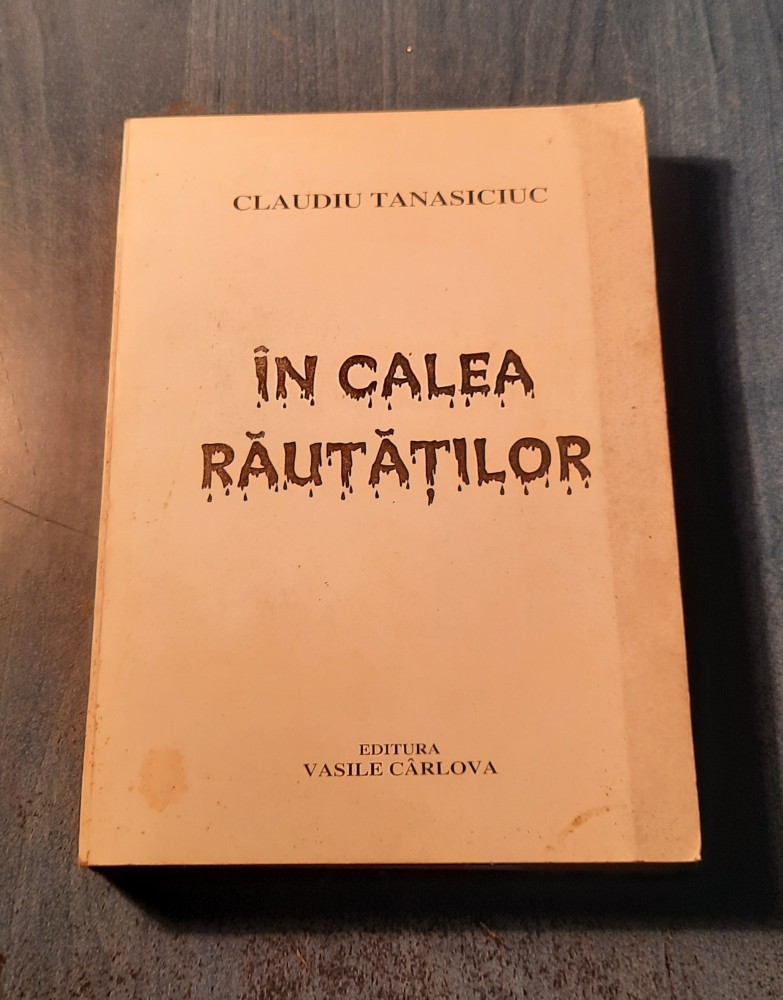 CLAUDIU TANASICIUC
ÎN CALEA
RĂUTĂȚILOR
EDITURA
VASILE CÂRLOVA